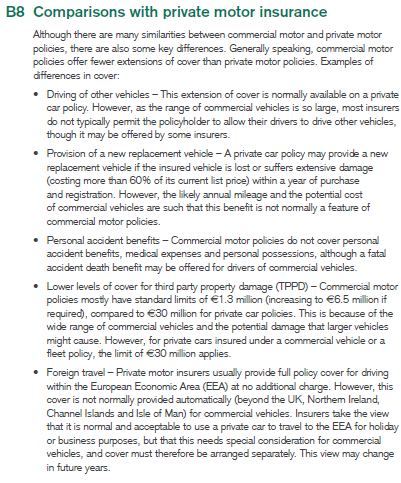 B8 Comparisons with private motor insurance
Although there are many similarities between commercial motor and private motor
policies, there are also some key differences. Generally speaking, commercial motor
policies offer fewer extensions of cover than private motor policies. Examples of
differences in cover:
• Driving of other vehicles – This extension of cover is normally available on a private
car policy. However, as the range of commercial vehicles is so large, most insurers
do not typically permit the policyholder to allow their drivers to drive other vehicles,
though it may be offered by some insurers.
• Provision of a new replacement vehicle – A private car policy may provide a new
replacement vehicle if the insured vehicle is lost or suffers extensive damage
(costing more than 60% of its current list price) within a year of purchase
and registration. However, the likely annual mileage and the potential cost
of commercial vehicles are such that this benefit is not normally a feature of
commercial motor policies.
• Personal accident benefits – Commercial motor policies do not cover personal
accident benefits, medical expenses and personal possessions, although a fatal
accident death benefit may be offered for drivers of commercial vehicles.
• Lower levels of cover for third party property damage (TPPD) – Commercial motor
policies mostly have standard limits of €1.3 million (increasing to €6.5 million if
required), compared to €30 million for private car policies. This is because of the
wide range of commercial vehicles and the potential damage that larger vehicles
might cause. However, for private cars insured under a commercial vehicle or a
fleet policy, the limit of €30 million applies.
• Foreign travel – Private motor insurers usually provide full policy cover for driving
within the European Economic Area (EEA) at no additional charge. However, this
cover is not normally provided automatically (beyond the UK, Northern Ireland,
Channel Islands and Isle of Man) for commercial vehicles. Insurers take the view
that it is normal and acceptable to use a private car to travel to the EEA for holiday
or business purposes, but that this needs special consideration for commercial
vehicles, and cover must therefore be arranged separately. This view may change
in future years.